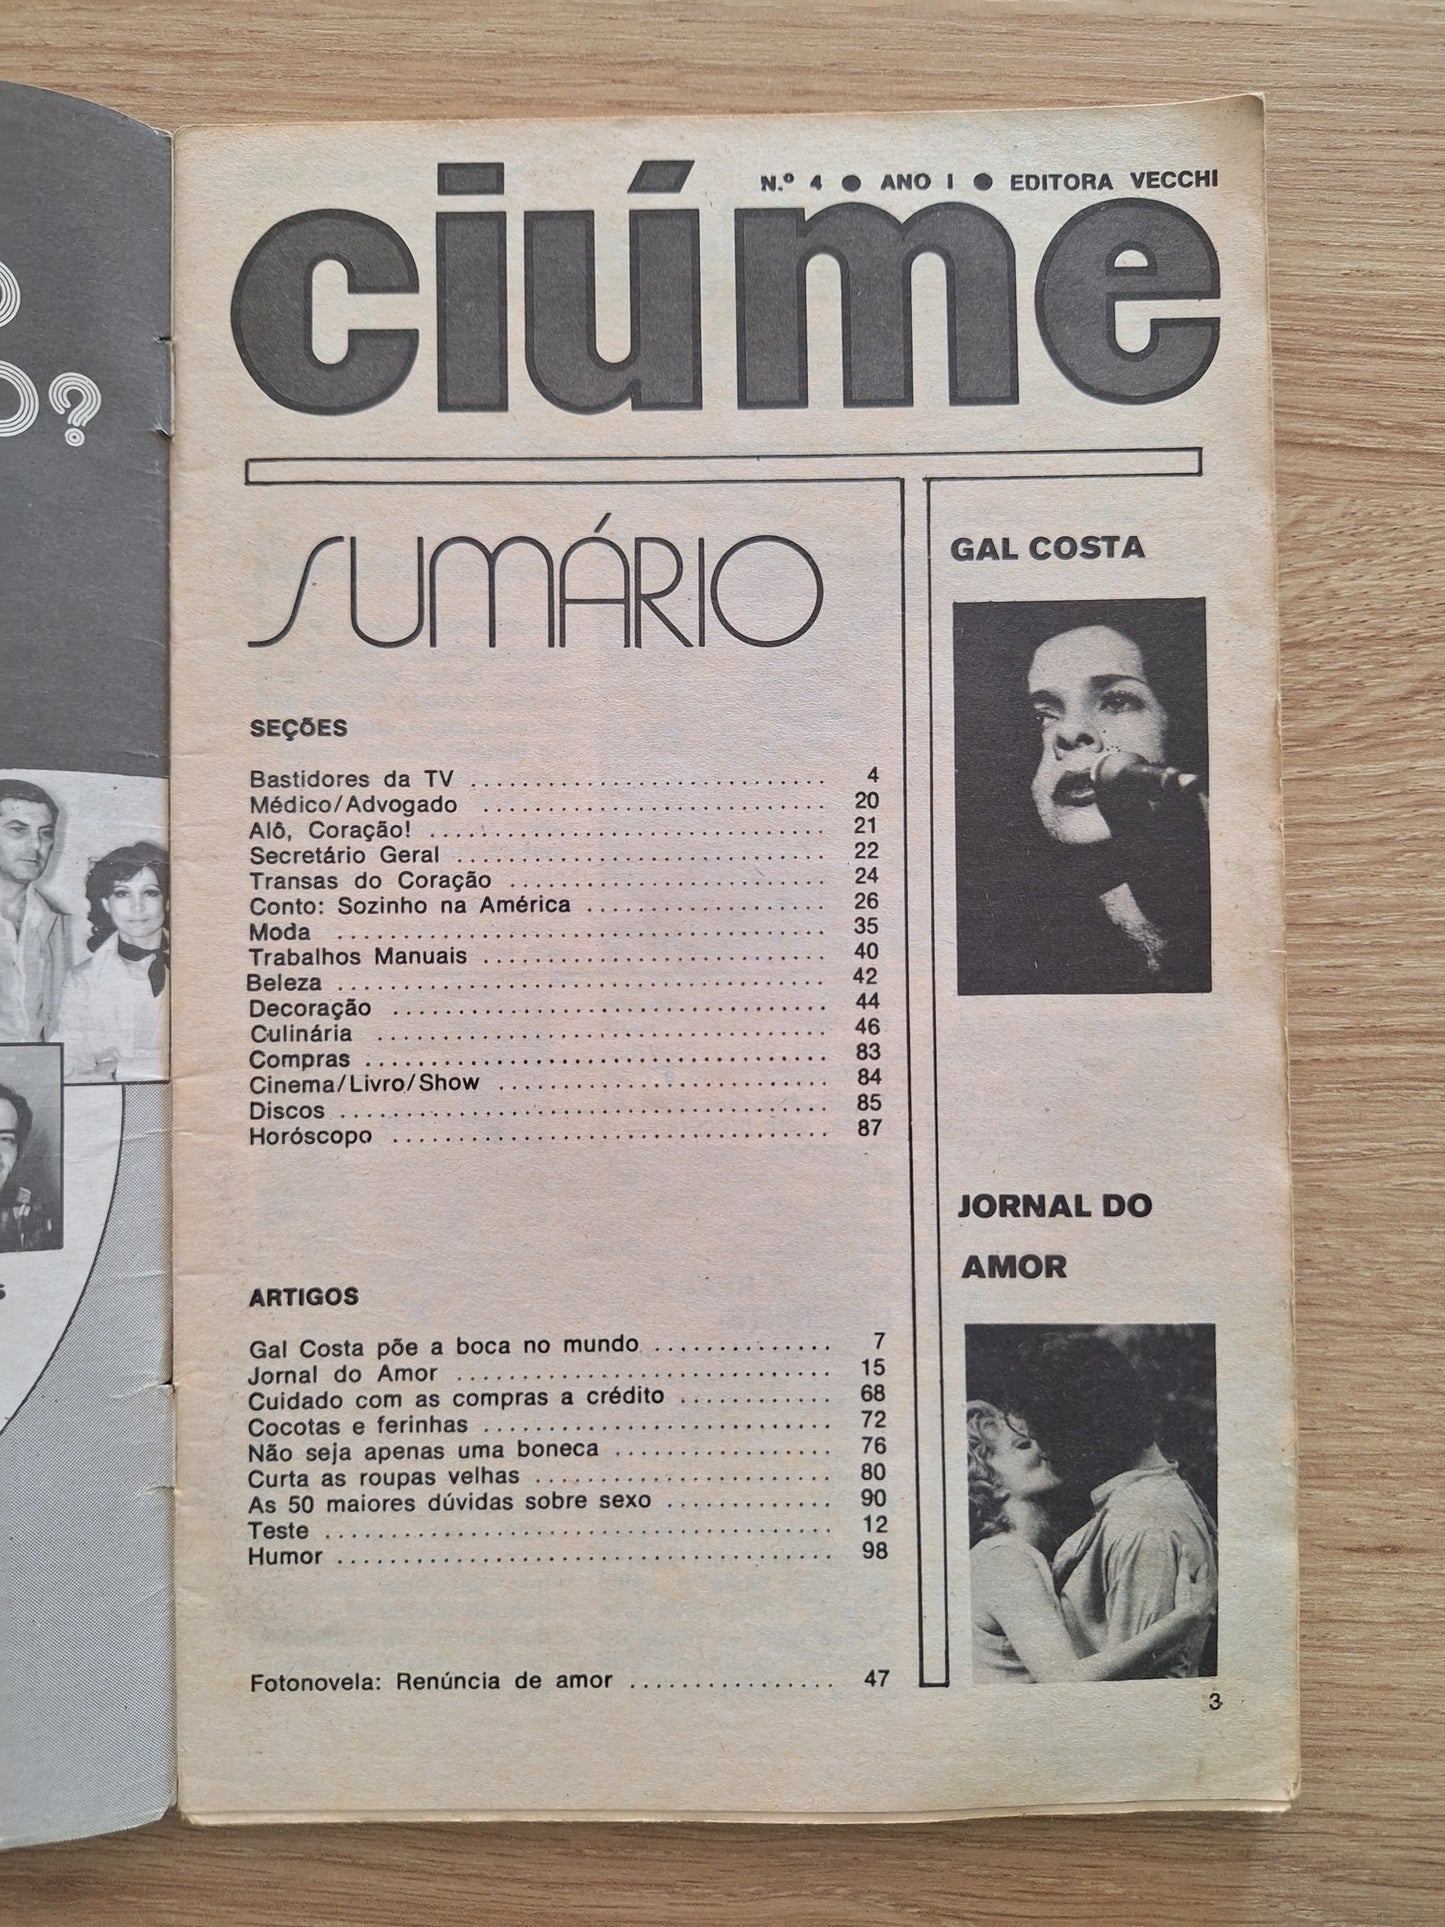 O?
s
N.º 4 ● ANO I ● EDITORA VECCHI
ciúme
SUMÁRIO
SEÇÕES
Bastidores da TV ............................ 4
Médico/Advogado ........................... 20
Alô, Coração! ............................... 21
Secretário Geral ............................. 22
Transas do Coração ......................... 24
Conto: Sozinho na América ................... 26
Moda ...................................... 35
Trabalhos Manuais ........................... 40
Beleza ...................................... 42
Decoração .................................. 44
Culinária ................................... 46
Compras .................................... 83
Cinema/Livro/Show .......................... 84
Discos ...................................... 85
Horóscopo .................................. 87
ARTIGOS
Gal Costa põe a boca no mundo .............. 7
Jornal do Amor ............................. 15
Cuidado com as compras a crédito ............ 68
Cocotas e ferinhas ........................... 72
Não seja apenas uma boneca ................. 76
Curta as roupas velhas ....................... 80
As 50 maiores dúvidas sobre sexo ............. 90
Teste ....................................... 12
Humor ...................................... 98
Fotonovela: Renúncia de amor ................ 47
GAL COSTA
JORNAL DO
AMOR
3